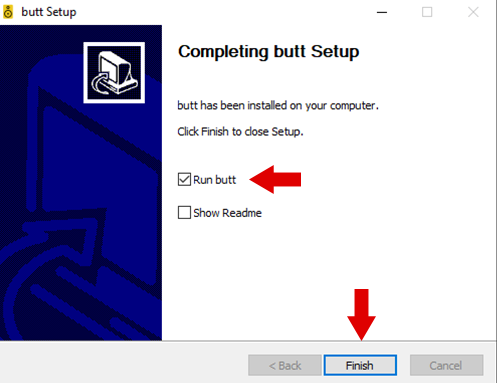 butt Setup
Completing butt Setup
butt has been installed on your computer.
Click Finish to close Setup.
Run butt
Show Readme
< Back Finish Cancel